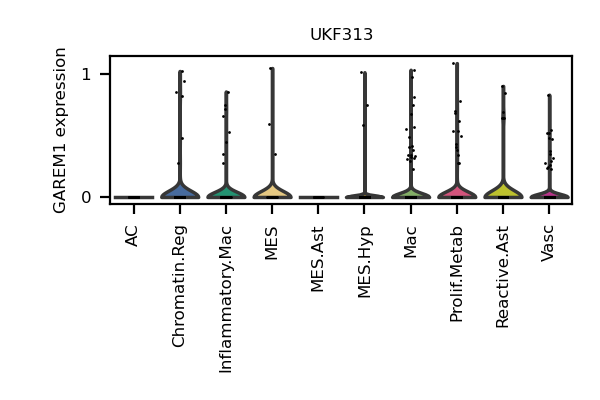 UKF313
GAREM1 expression
1
0
AC
Chromatin.Reg
Inflammatory.Mac
MES
MES.Ast
MES.Hyp
Mac
Prolif.Metab
Reactive.Ast
Vasc